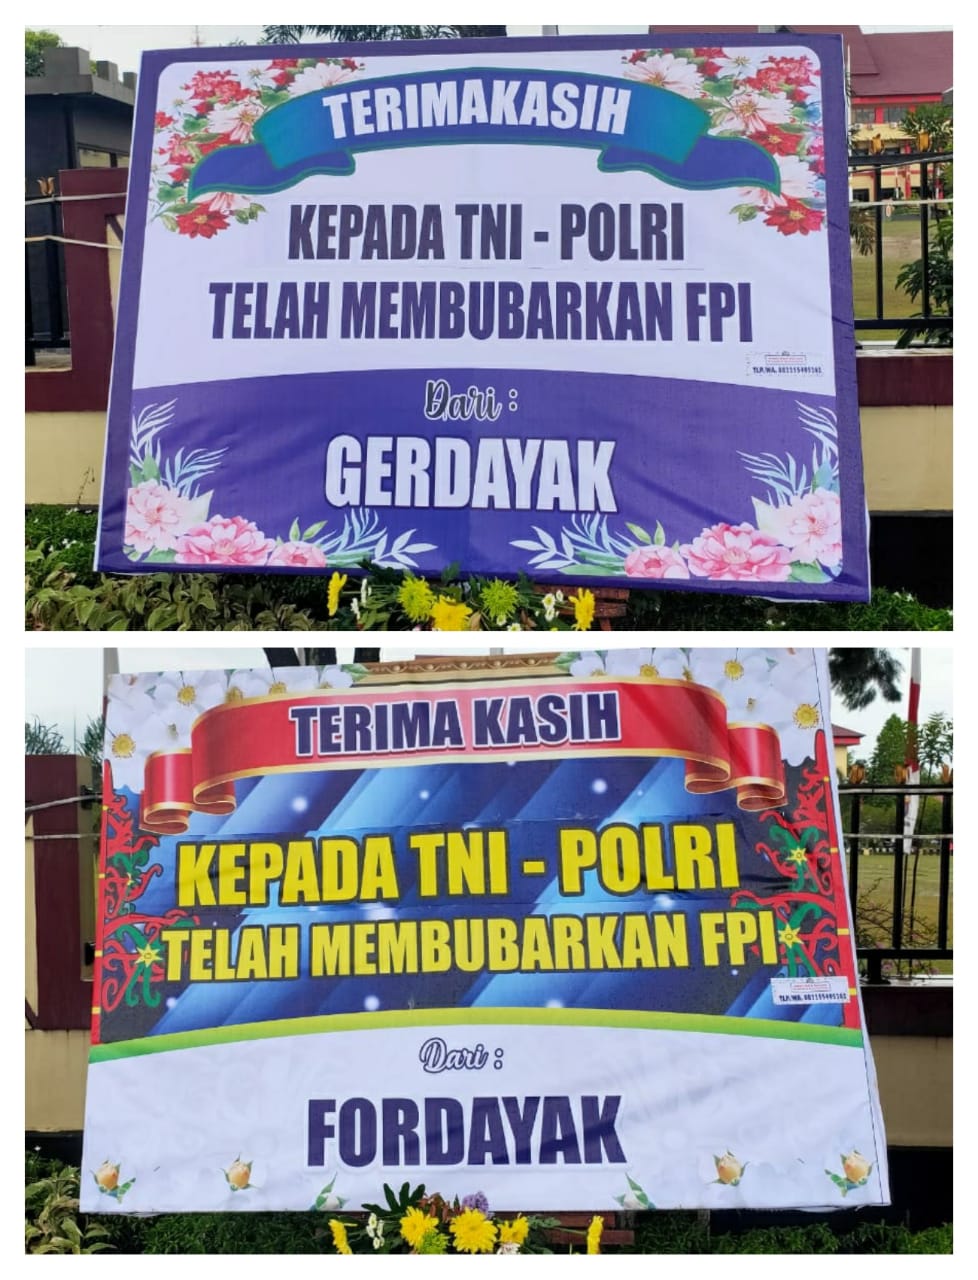 TERIMAKASIH
KEPADA TNI - POLRI
TELAH MEMBUBARKAN FPI
Dari :
GERDAYAK
TERIMA KASIH
KEPADA TNI - POLRI
TELAH MEMBUBARKAN FPI
Dari :
FORDAYAK